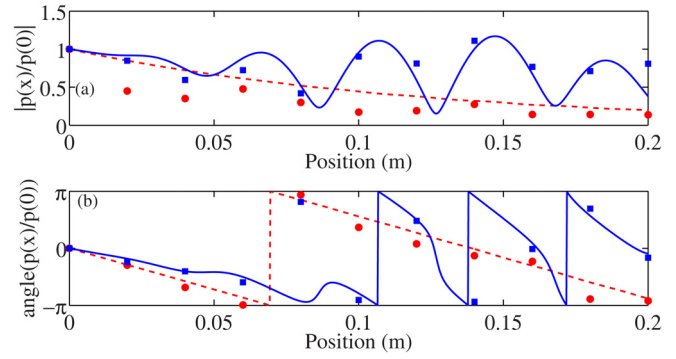 1.5
1
0.5
0
|p(x)/p(0)|
(a)
0 0.05 0.1 0.15 0.2
Position (m)
π
0
−π
angle(p(x)/p(0))
(b)
0 0.05 0.1 0.15 0.2
Position (m)